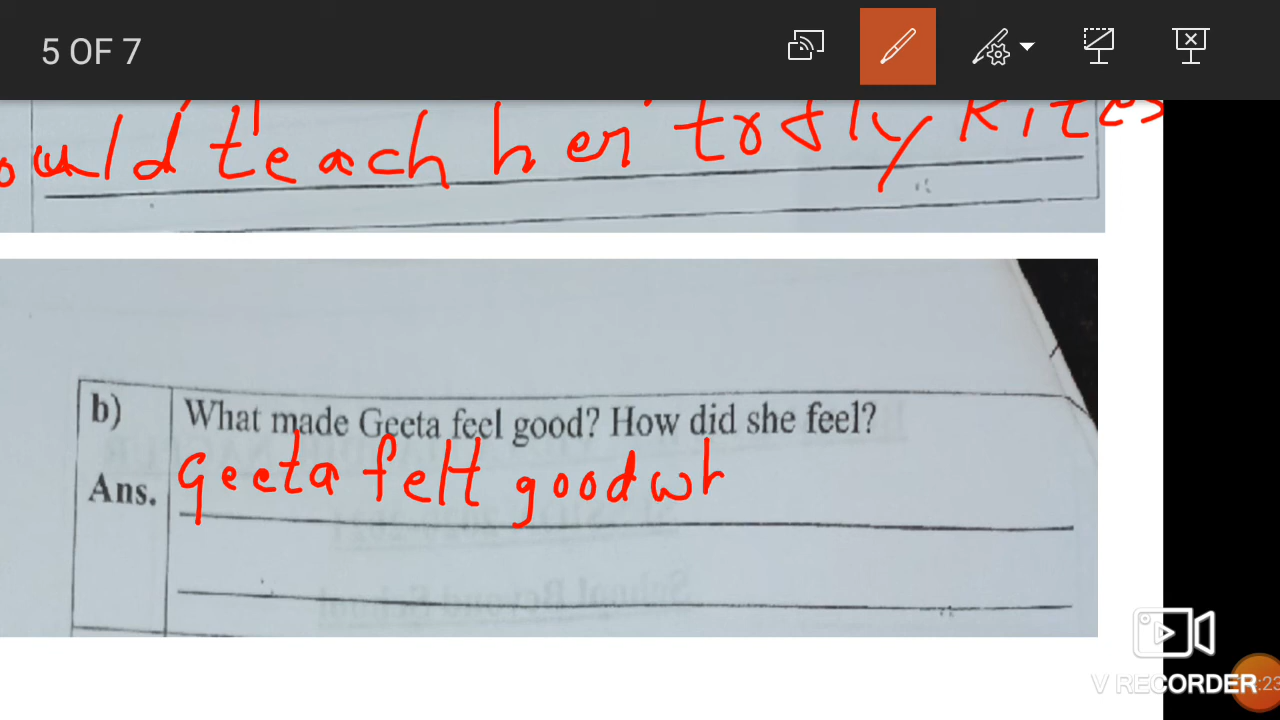 5 OF 7
ould teach her to fly kites
b) What made Geeta feel good? How did she feel?
Ans. Geeta felt good wh
V RECORDER
:23